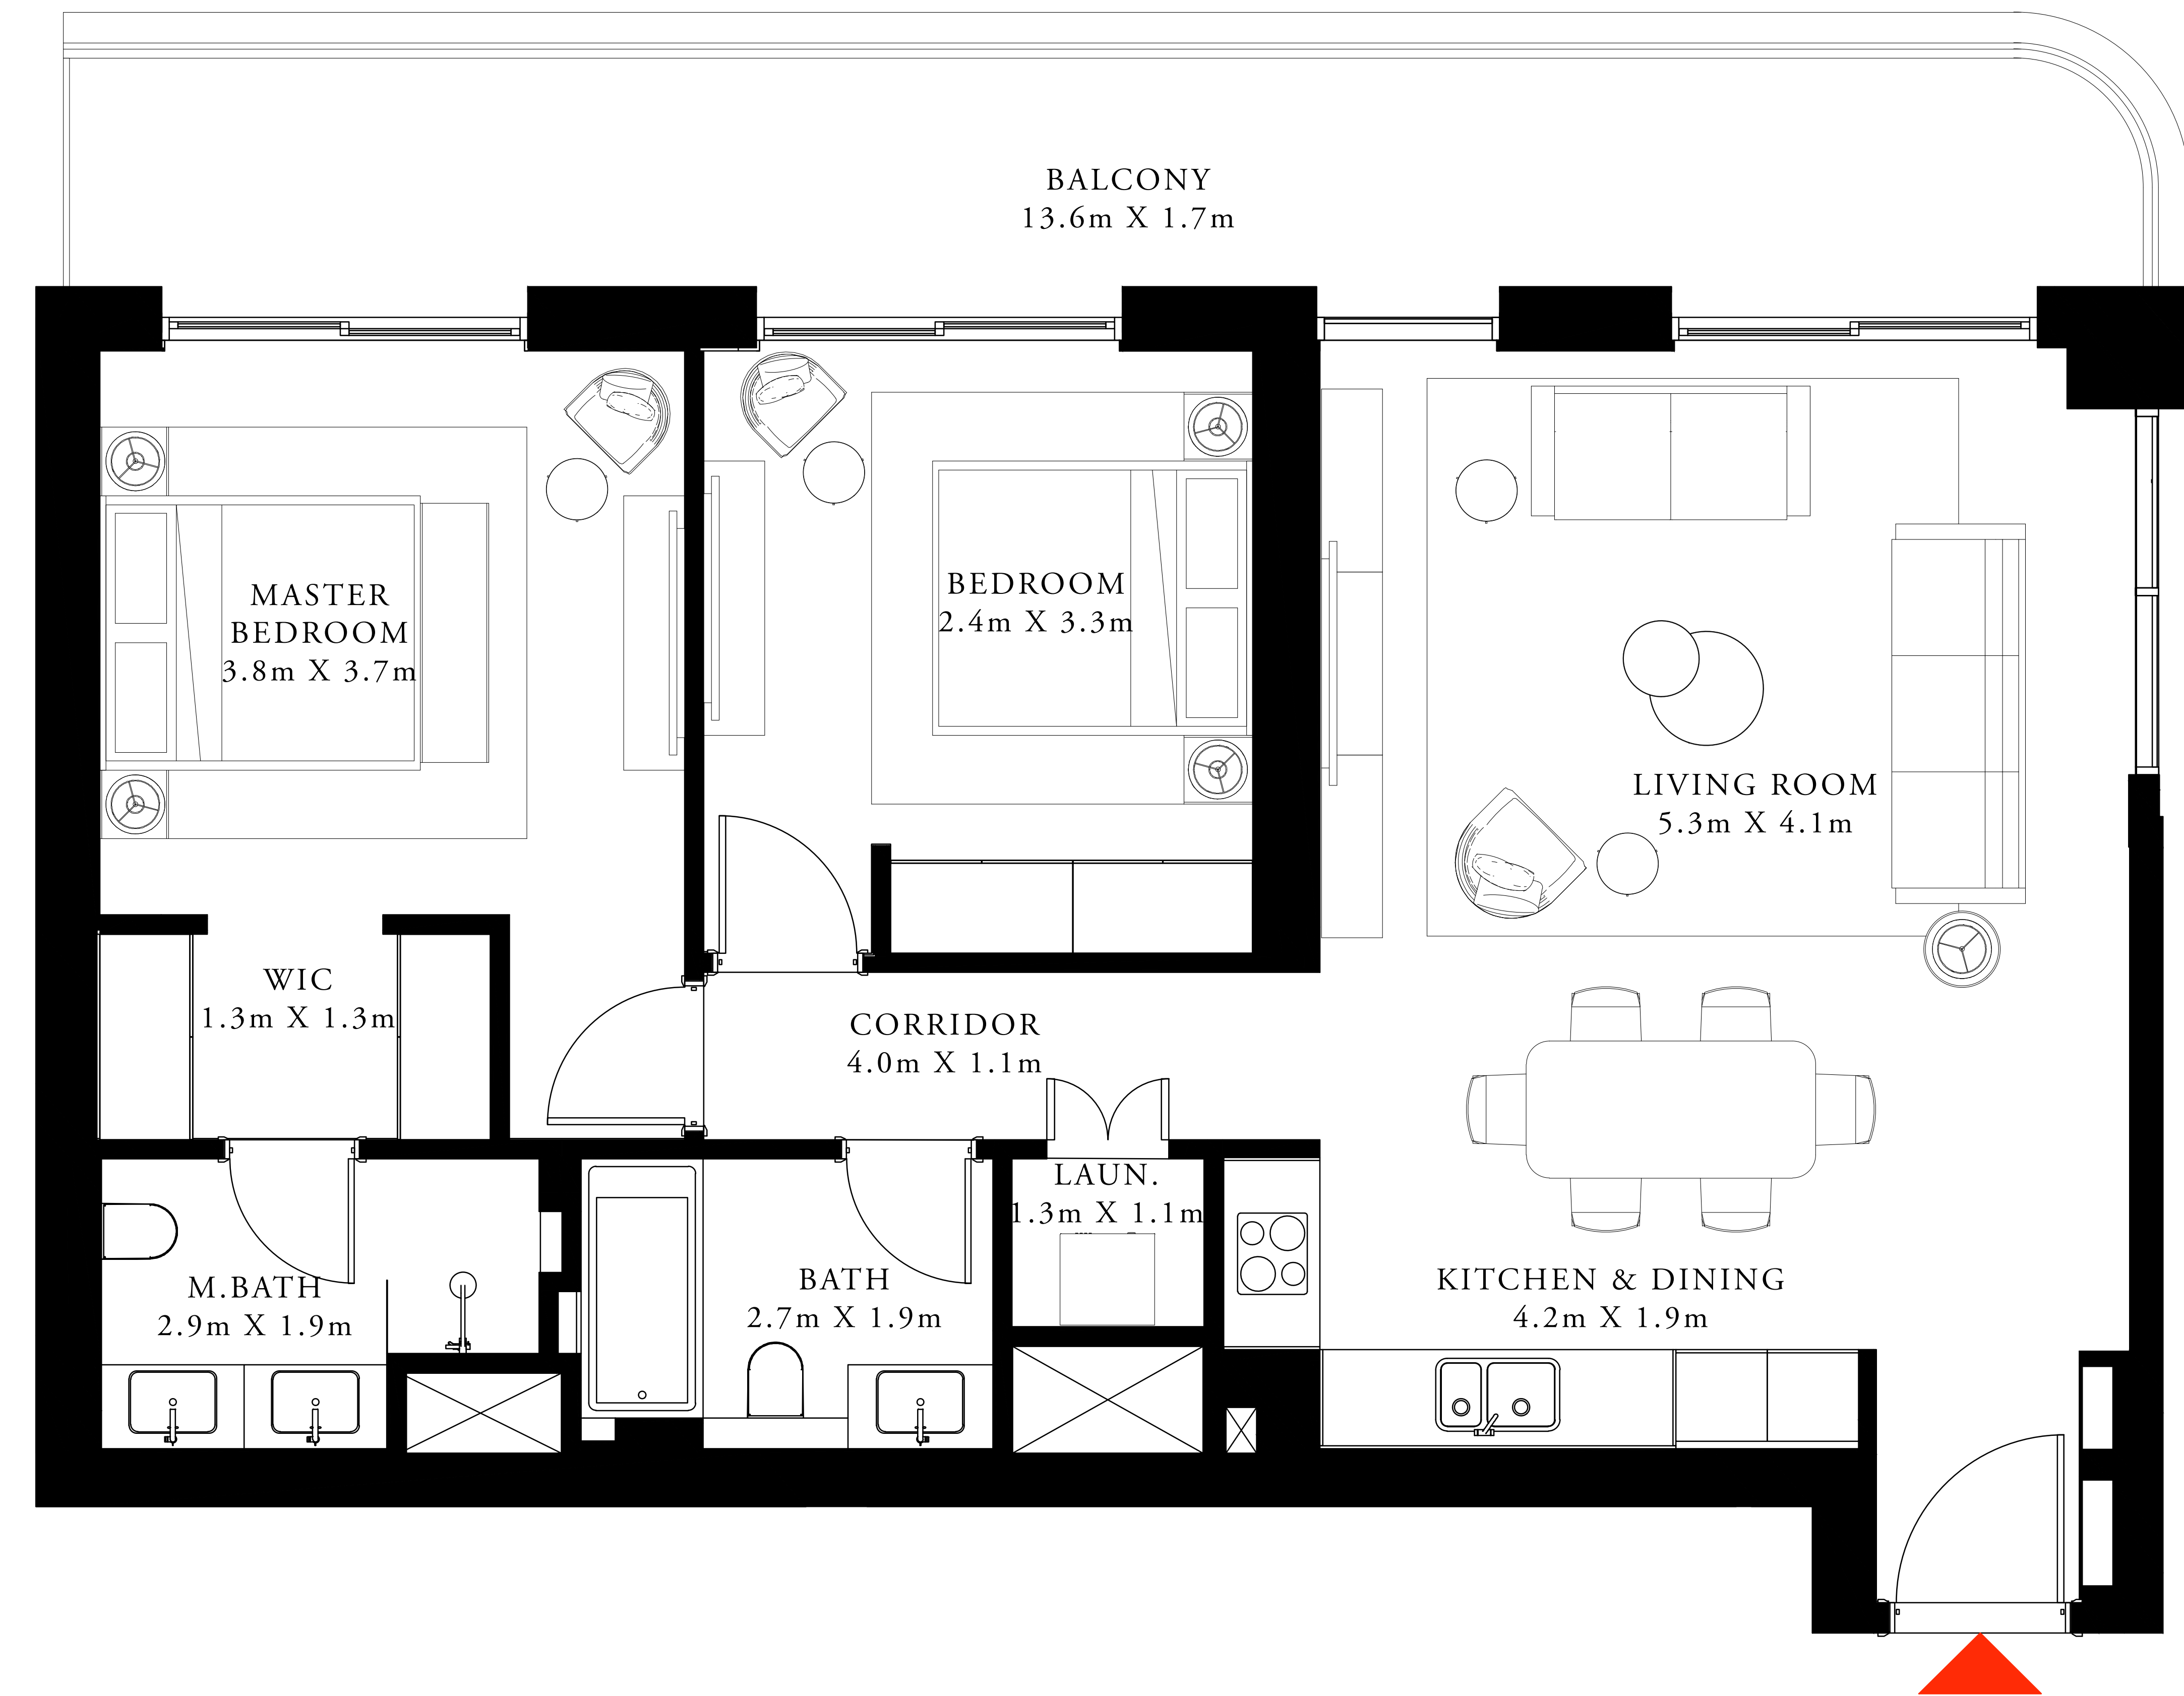 BALCONY
13.6m X 1.7m
MASTER
BEDROOM
3.8m X 3.7m
BEDROOM
2.4m X 3.3m
LIVING ROOM
5.3m X 4.1m
WIC
1.3m X 1.3m
CORRIDOR
4.0m X 1.1m
LAUN.
1.3m X 1.1m
M.BATH
2.9m X 1.9m
BATH
2.7m X 1.9m
KITCHEN & DINING
4.2m X 1.9m